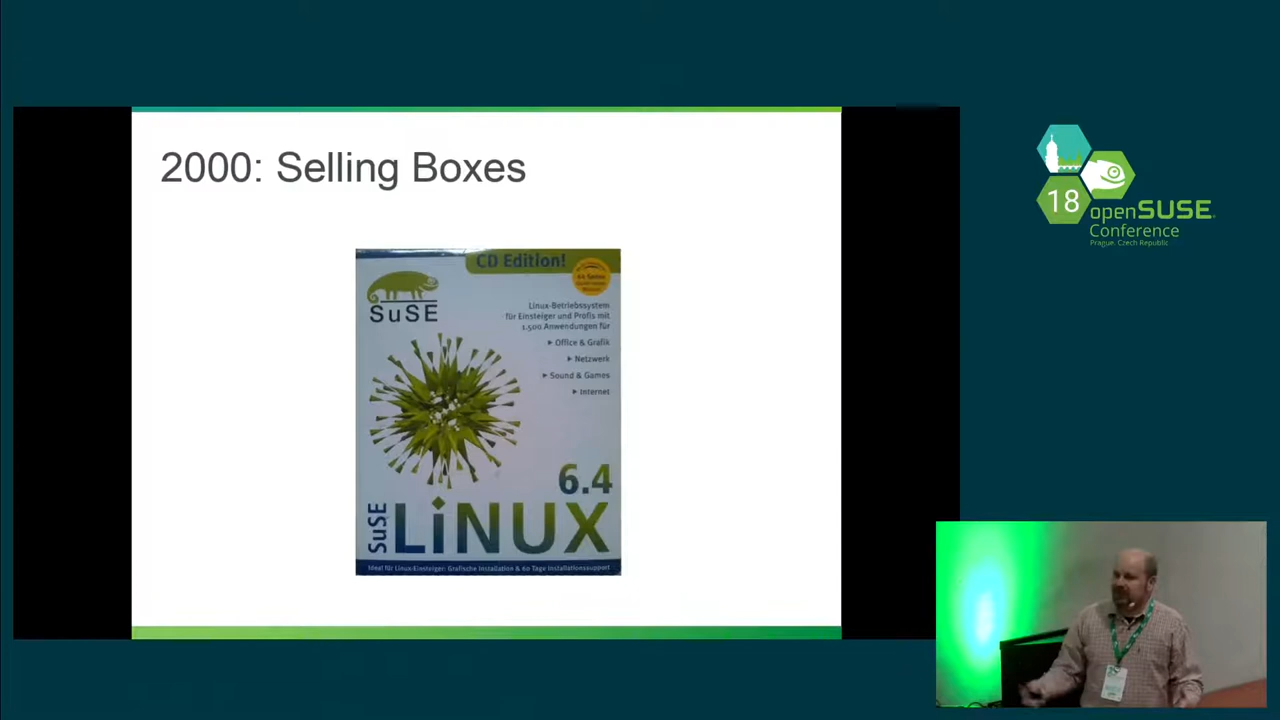 2000: Selling Boxes
CD Edition!
SuSE
Linux-Betriebssystem
für Einsteiger und Profis mit
1.500 Anwendungen für
▸ Office & Grafik
▸ Netzwerk
▸ Sound & Games
▸ Internet
6.4
SuSE LiNUX
Ideal für Linux-Einsteiger: Grafische Installation & 60 Tage Installationssupport
18
openSUSE
Conference
Prague, Czech Republic